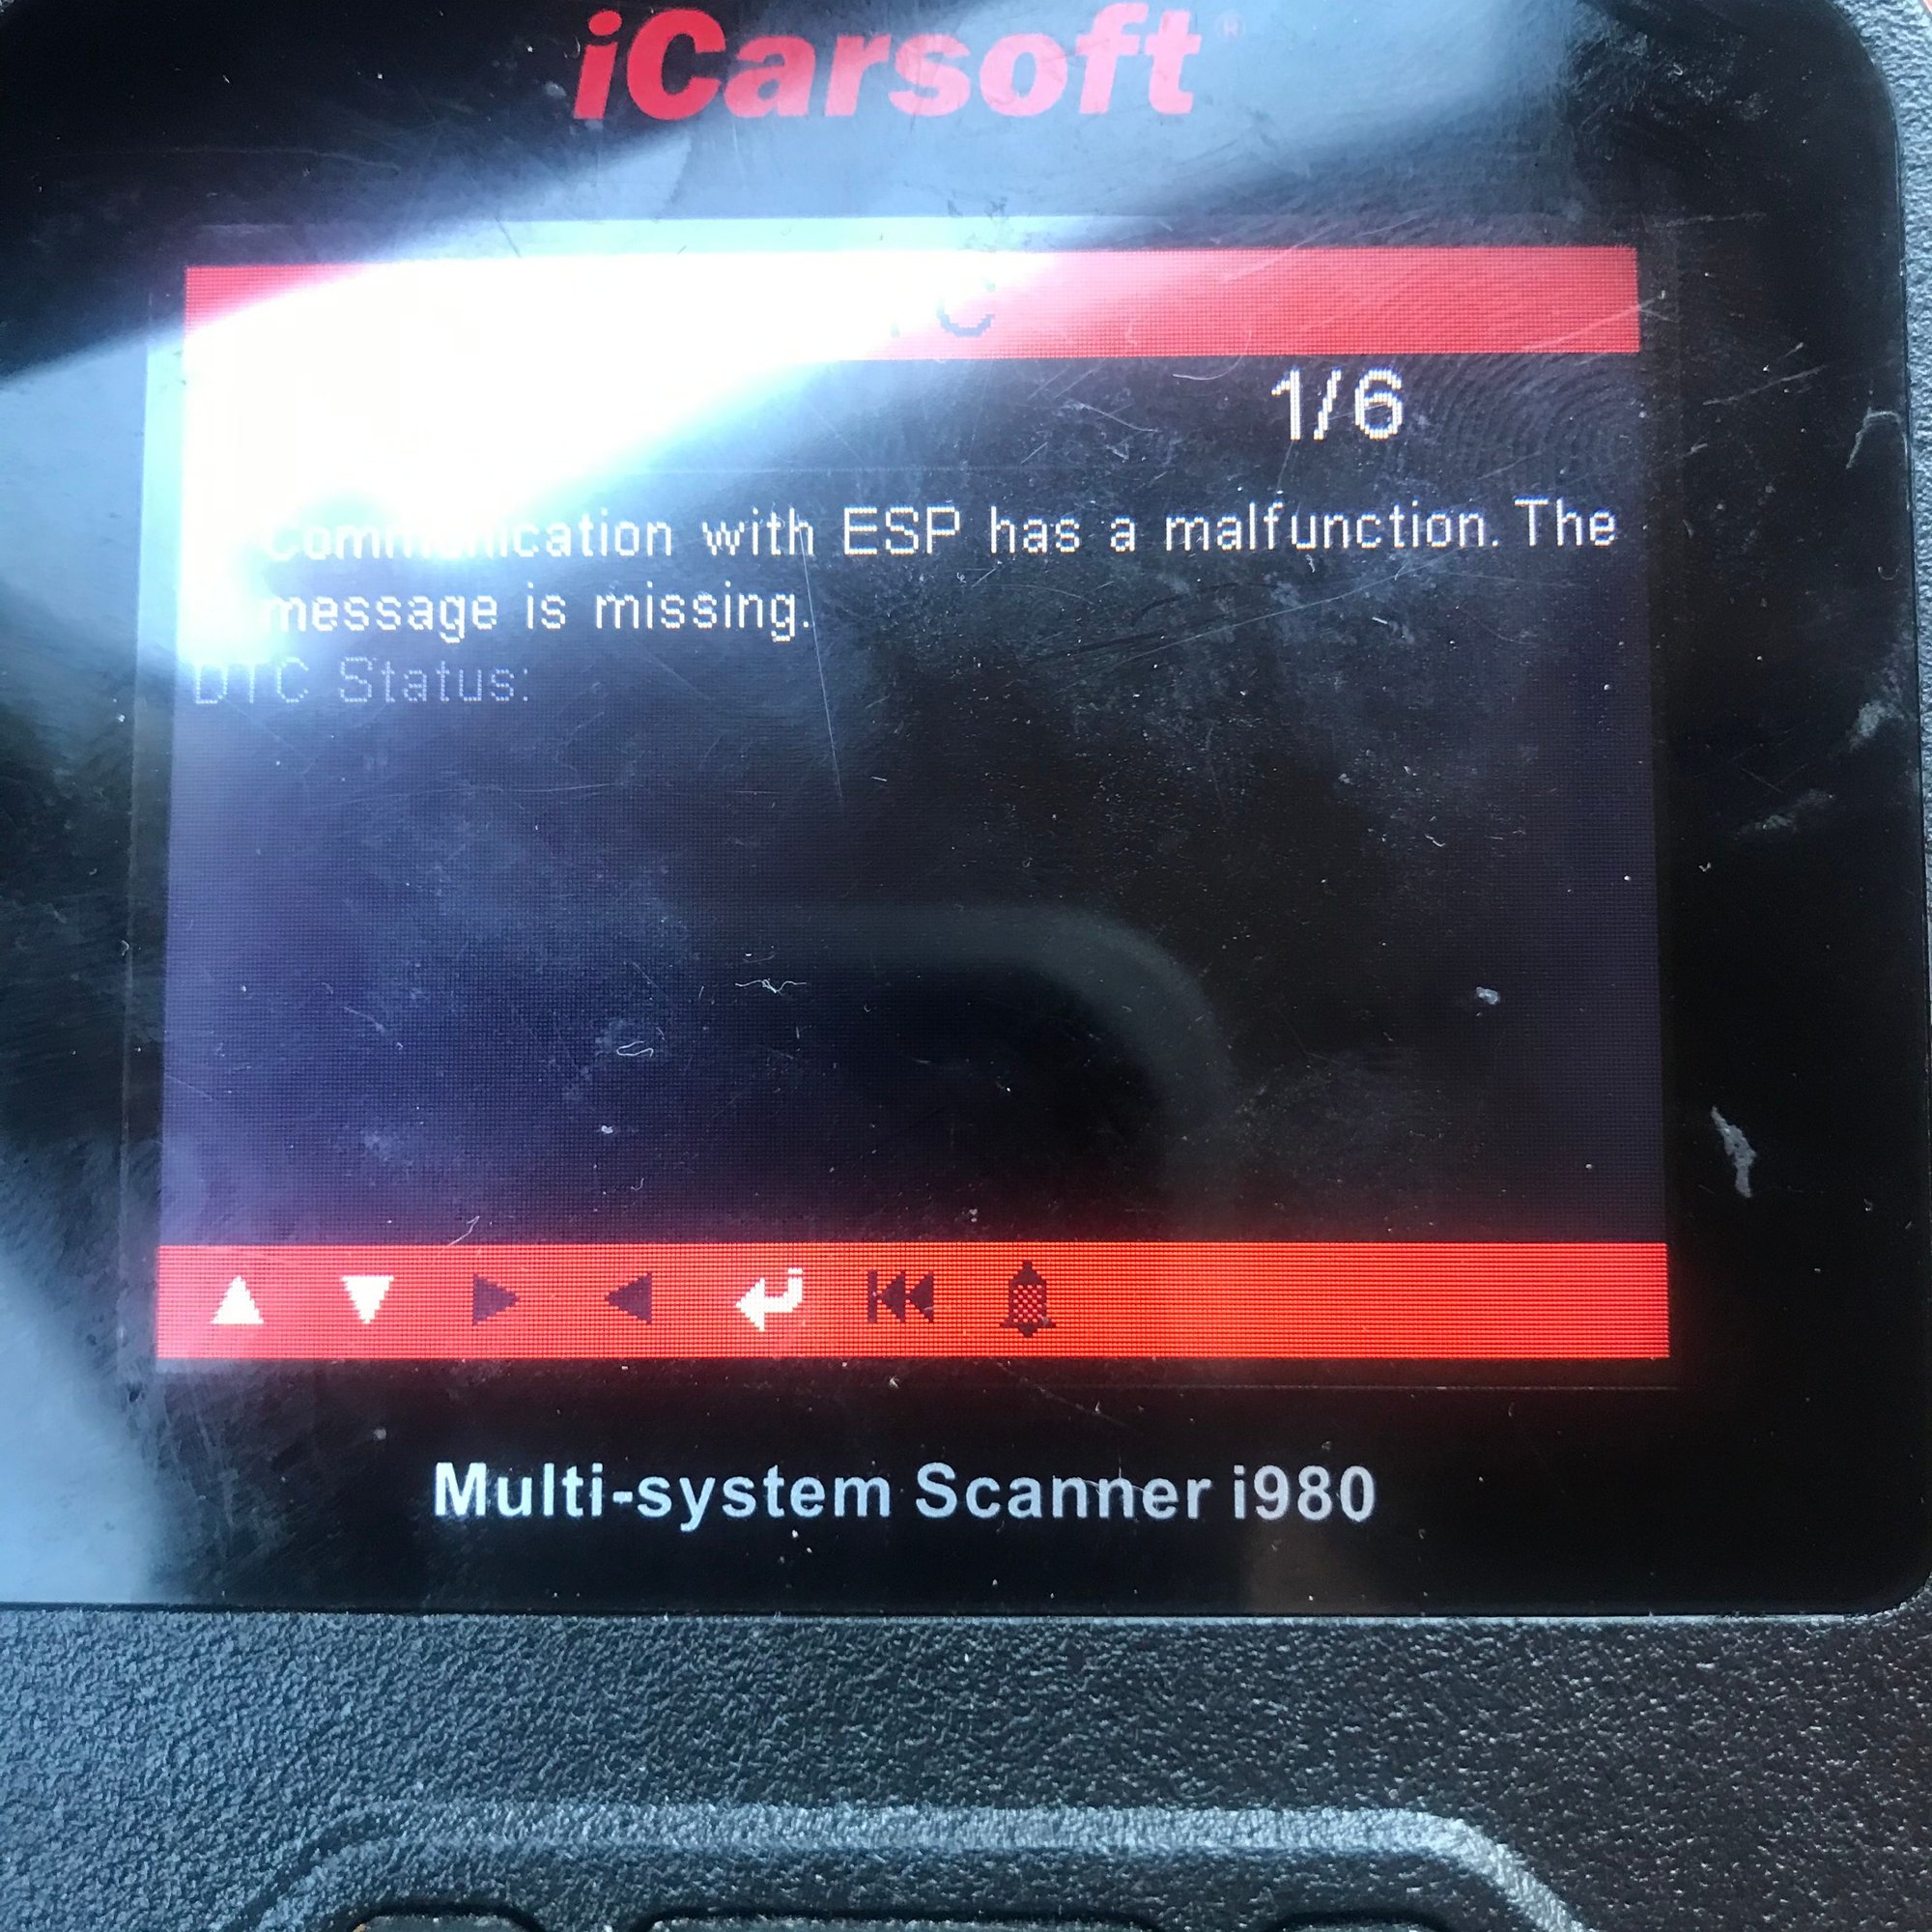 iCarsoft®
1/6
Communication with ESP has a malfunction. The
message is missing.
DTC Status:
Multi-system Scanner i980